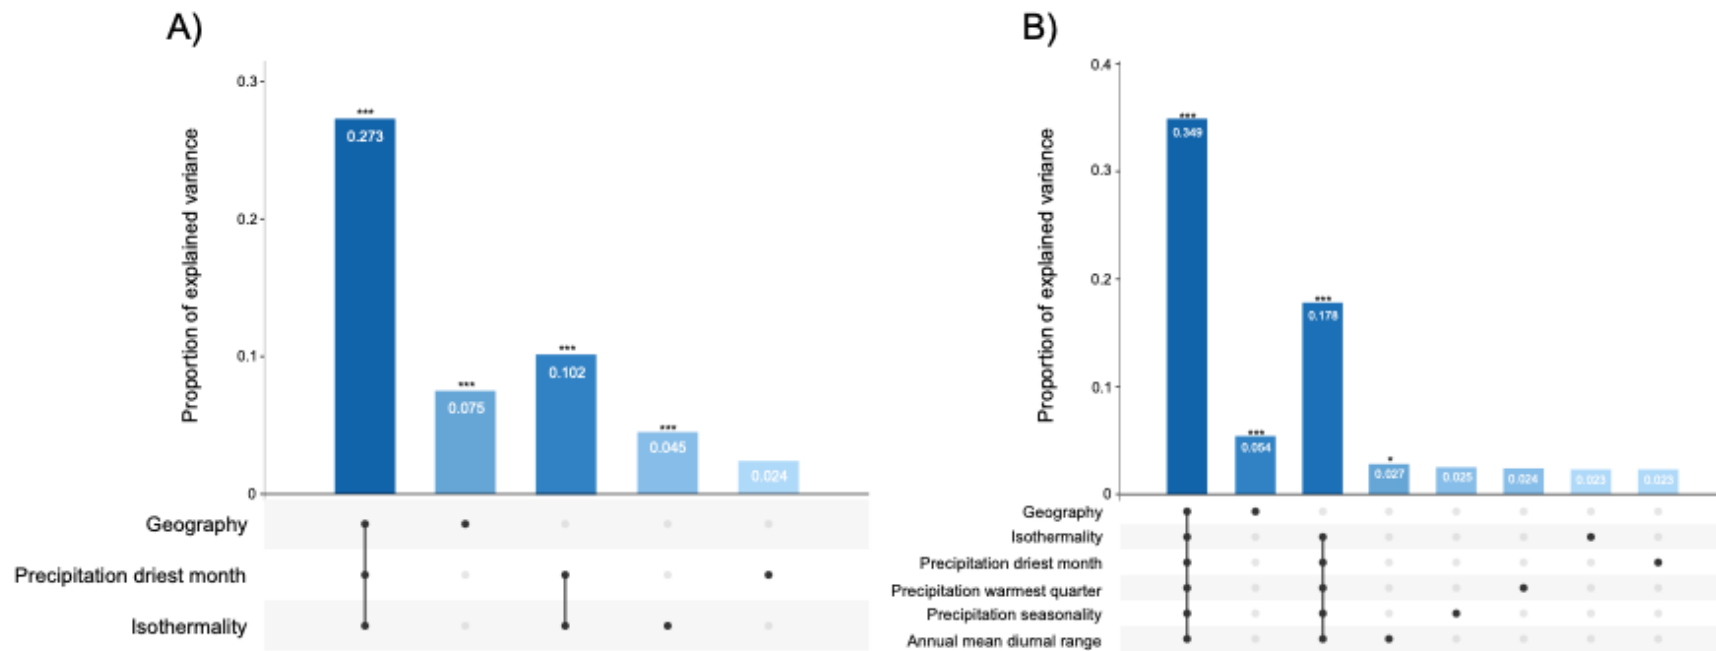 A)
Proportion of explained variance
0.3
0.2
0.1
0
***
0.273
***
0.075
***
0.102
***
0.045
0.024
Geography
Precipitation driest month
Isothermality
B)
Proportion of explained variance
0.4
0.3
0.2
0.1
0
***
0.349
***
0.054
***
0.178
*
0.027
0.025
0.024
0.023
0.023
Geography
Isothermality
Precipitation driest month
Precipitation warmest quarter
Precipitation seasonality
Annual mean diurnal range